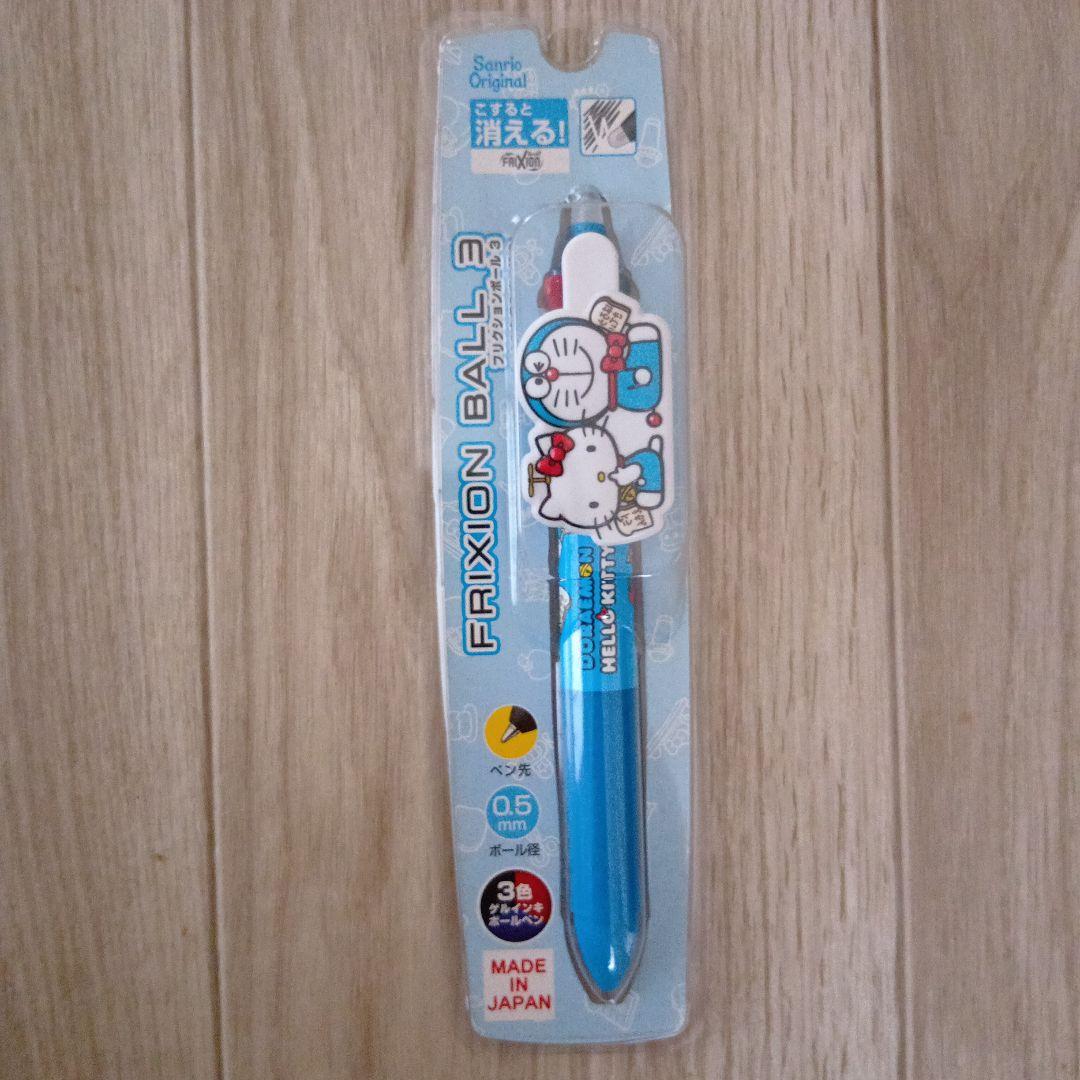 Sanrio
Original
こすると
消える!
FRIXION
FRIXION BALL 3
フリクションボール 3
DORAEMON
HELLO KITTY
ペン先
0.5
mm
ボール径
3色
ゲルインキ
ボールペン
MADE
IN
JAPAN